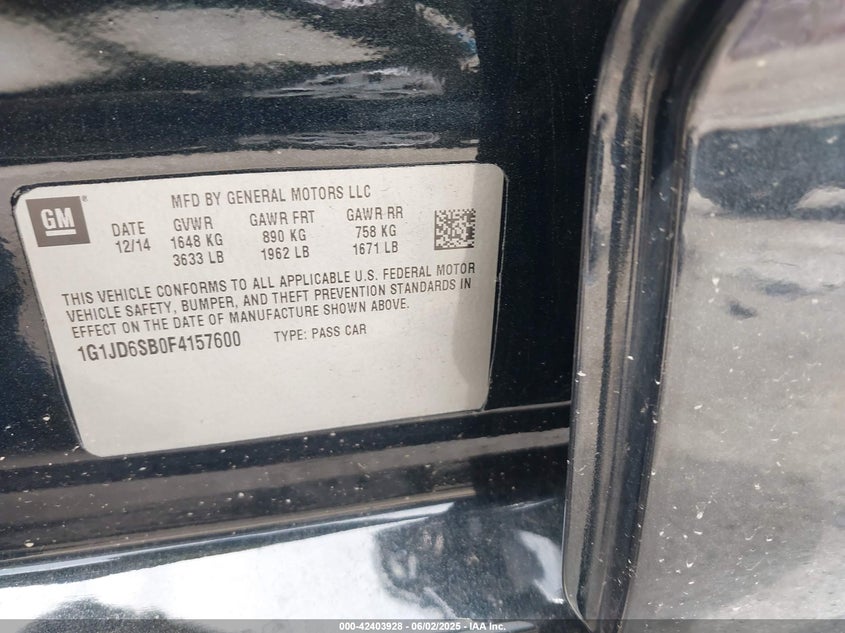 GM
MFD BY GENERAL MOTORS LLC
DATE GVWR GAWR FRT GAWR RR
12/14 1648 KG 890 KG 758 KG
3633 LB 1962 LB 1671 LB
THIS VEHICLE CONFORMS TO ALL APPLICABLE U.S. FEDERAL MOTOR
VEHICLE SAFETY, BUMPER, AND THEFT PREVENTION STANDARDS IN
EFFECT ON THE DATE OF MANUFACTURE SHOWN ABOVE.
1G1JD6SB0F4157600 TYPE: PASS CAR
000-42403928 - 06/02/2025 - IAA Inc.